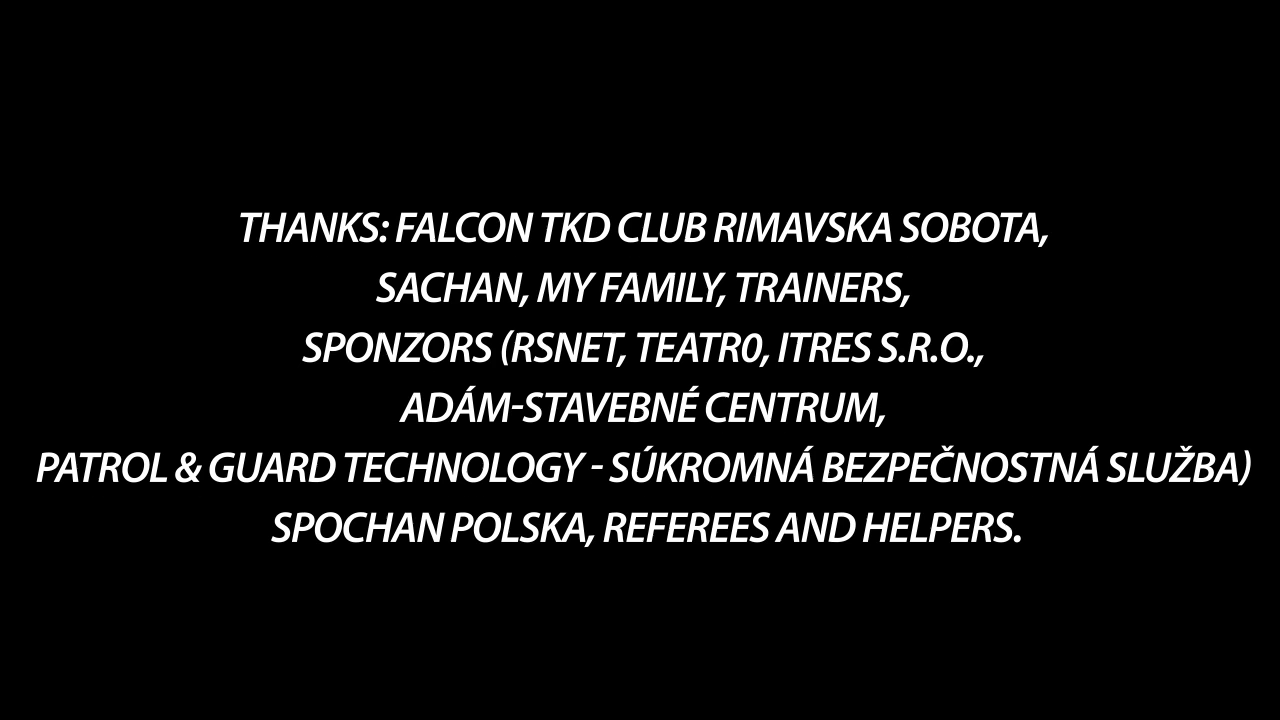 THANKS: FALCON TKD CLUB RIMAVSKA SOBOTA,
SACHAN, MY FAMILY, TRAINERS,
SPONZORS (RSNET, TEATR0, ITRES S.R.O.,
ADÁM-STAVEBNÉ CENTRUM,
PATROL & GUARD TECHNOLOGY - SÚKROMNÁ BEZPEČNOSTNÁ SLUŽBA)
SPOCHAN POLSKA, REFEREES AND HELPERS.